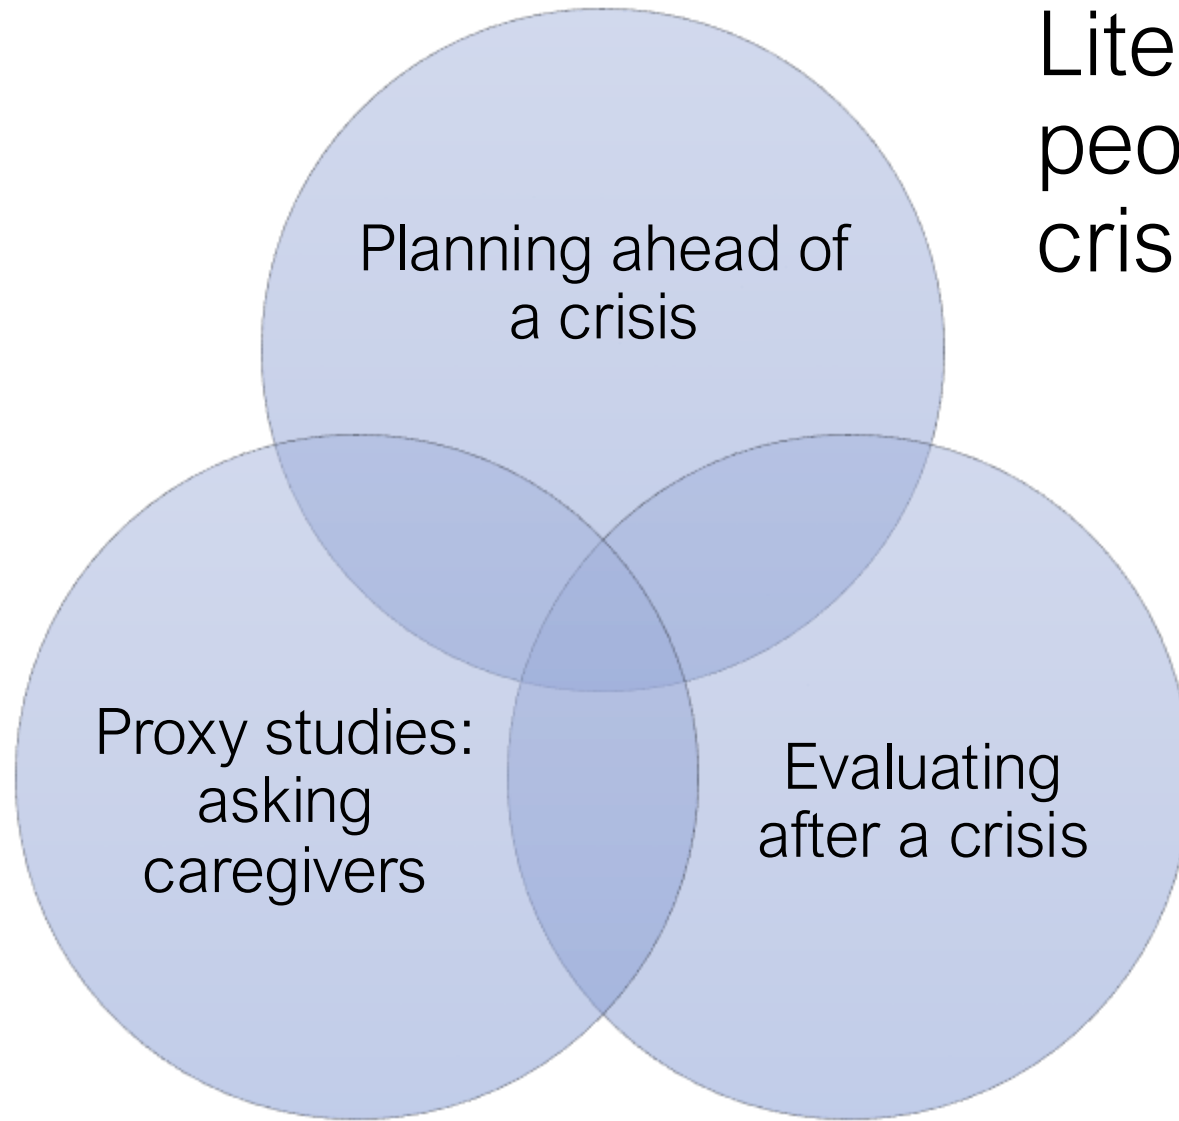 Planning ahead of
a crisis
Proxy studies:
asking
caregivers
Evaluating
after a crisis